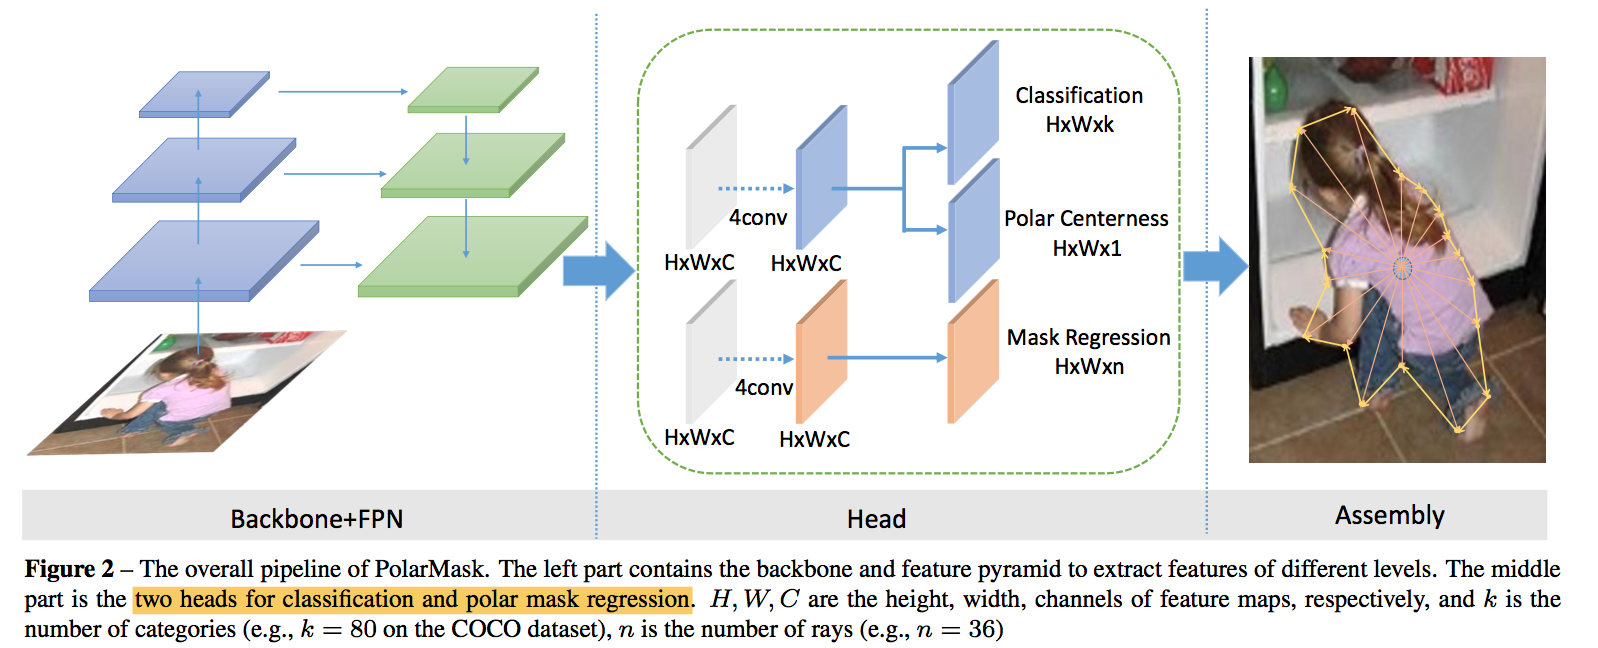 Classification
HxWxk
4conv
Polar Centerness
HxWx1
HxWxC
HxWxC
Mask Regression
HxWxn
4conv
HxWxC
HxWxC
Backbone+FPN
Head
Assembly
Figure 2 – The overall pipeline of PolarMask. The left part contains the backbone and feature pyramid to extract features of different levels. The middle
part is the two heads for classification and polar mask regression. H, W, C are the height, width, channels of feature maps, respectively, and k is the
number of categories (e.g., k = 80 on the COCO dataset), n is the number of rays (e.g., n = 36)